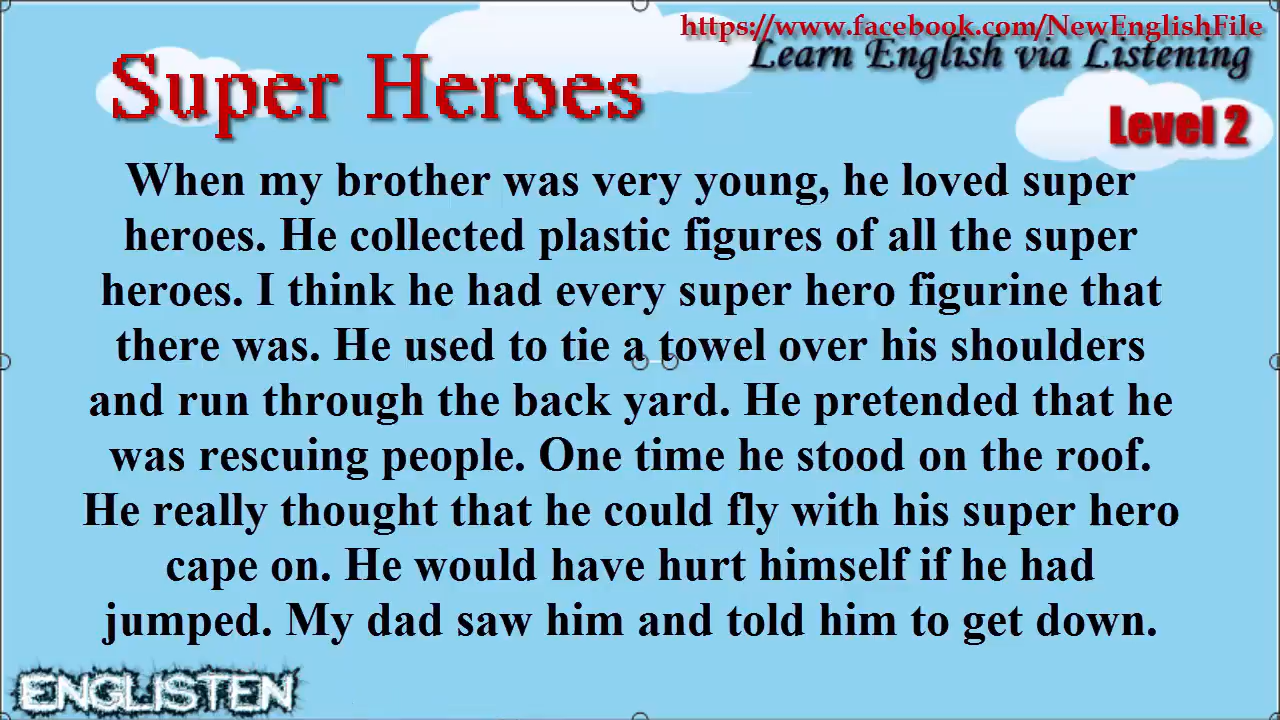 https://www.facebook.com/NewEnglishFile
Learn English via Listening
Super Heroes
Level 2
When my brother was very young, he loved super
heroes. He collected plastic figures of all the super
heroes. I think he had every super hero figurine that
there was. He used to tie a towel over his shoulders
and run through the back yard. He pretended that he
was rescuing people. One time he stood on the roof.
He really thought that he could fly with his super hero
cape on. He would have hurt himself if he had
jumped. My dad saw him and told him to get down.
ENGLISTEN